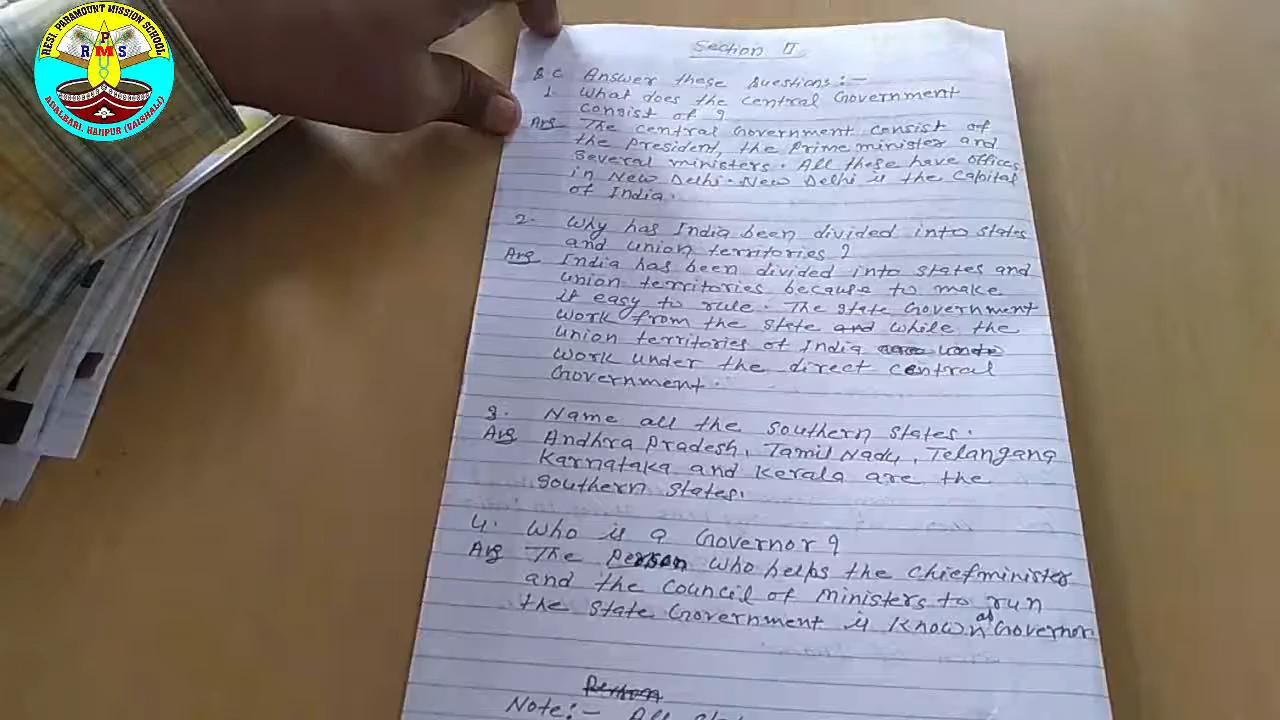 RESI PARAMOUNT MISSION SCHOOL
P
R M S
ADALBARI, HAJIPUR (VAISHALI)
Section II
Answer these Questions:-
1. What does the central Government
consist of ?
Ans The central Government consist of
the president, the prime minister and
several ministers. All these have offices
in New Delhi. New Delhi is the capital
of India.
2. Why has India been divided into states
and union territories ?
Ans India has been divided into states and
union territories because to make
it easy to rule. The state Government
work from the state and while the
union territories of India
work under the direct central
Government.
3. Name all the southern states.
Ans Andhra pradesh, Tamil Nadu, Telangana
Karnataka and Kerala are the
southern states.
4. Who is a Governor ?
Ans The person who helps the chiefminister
and the council of ministers to run
the state Government is known as Governor
Note:- All